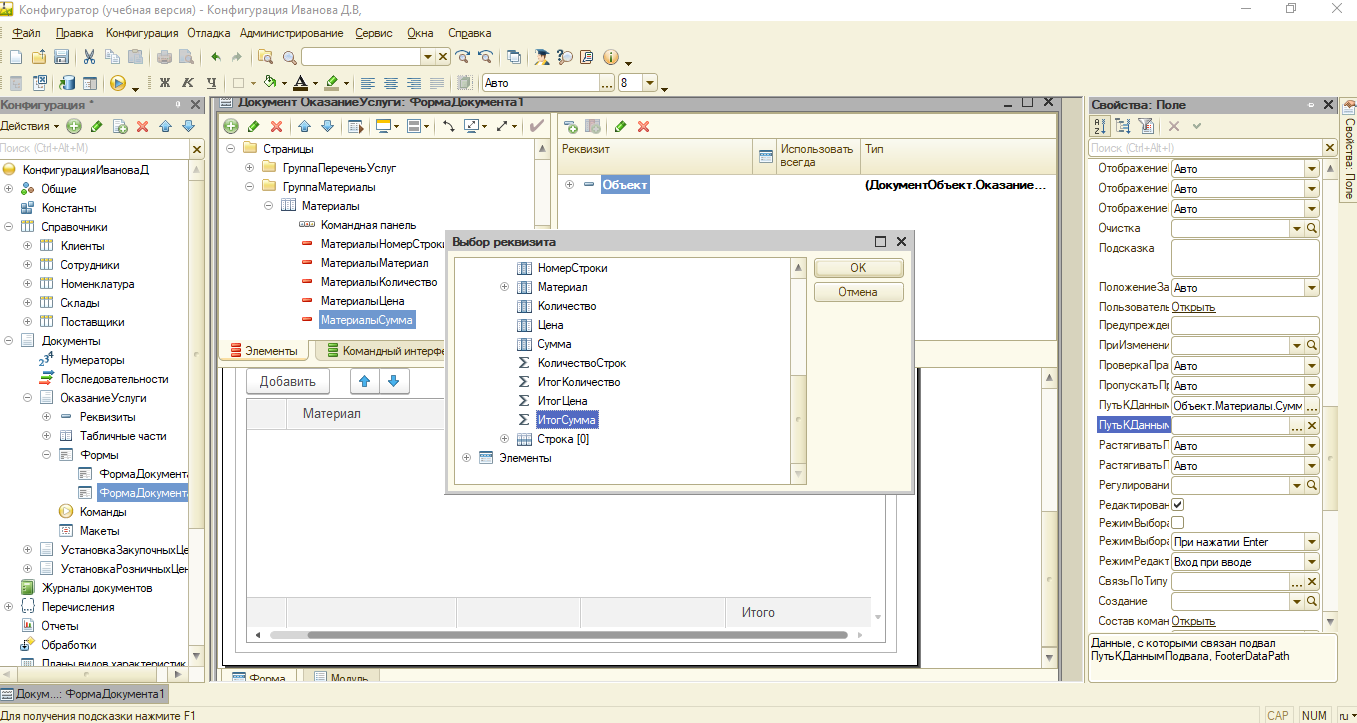 Конфигуратор (учебная версия) - Конфигурация Иванова Д.В,
Файл Правка Конфигурация Отладка Администрирование Сервис Окна Справка
Ж К Ч А Авто ... 8
Конфигурация *
Действия
Поиск (Ctrl+Alt+M)
КонфигурацияИвановаД
Общие
Константы
Справочники
Клиенты
Сотрудники
Номенклатура
Склады
Поставщики
Документы
Нумераторы
Последовательности
ОказаниеУслуги
Реквизиты
Табличные части
Формы
ФормаДокумента
ФормаДокумента
Команды
Макеты
УстановкаЗакупочныхЦе
УстановкаРозничныхЦен
Журналы документов
Перечисления
Отчеты
Обработки
Планы видов характеристик
Документ ОказаниеУслуги: ФормаДокумента1
Страницы
ГруппаПереченьУслуг
ГруппаМатериалы
Материалы
Командная панель
МатериалыНомерСтроки
МатериалыМатериал
МатериалыКоличество
МатериалыЦена
МатериалыСумма
Элементы Командный интерфе
Реквизит Использовать всегда Тип
Объект (ДокументОбъект.Оказание...
Выбор реквизита
НомерСтроки
Материал
Количество
Цена
Сумма
КоличествоСтрок
ИтогКоличество
ИтогЦена
ИтогСумма
Строка [0]
Элементы
ОК
Отмена
Добавить
Материал
Итого
Форма Модуль
Свойства: Поле
Поиск (Ctrl+Alt+I)
Отображение Авто
Отображение Авто
Отображение Авто
Очистка
Подсказка
ПоложениеЗа Авто
Пользователь Открыть
Предупрежде
ПриИзменени
ПроверкаПра Авто
ПропускатьПр Авто
ПутьКДанным Объект.Материалы.Сумм ...
ПутьКДанным ...
РастягиватьП Авто
РастягиватьП Авто
Регулировани
Редактирован
РежимВыбора
РежимВыбора При нажатии Enter
РежимРедакт Вход при вводе
СвязьПоТипу ...
Создание
Состав коман Открыть
Данные, с которыми связан подвал
ПутьКДаннымПодвала, FooterDataPath
Свойства: Поле
Докум...: ФормаДокумента1
Для получения подсказки нажмите F1
CAP NUM ru